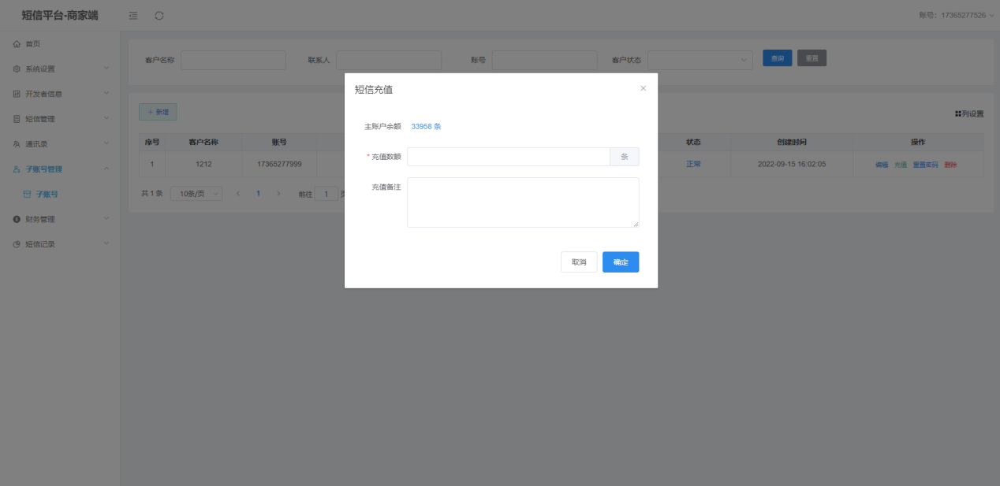 短信平台-商家端
账号：17365277526
首页
系统设置
开发者信息
短信管理
通讯录
子账号管理
子账号
财务管理
短信记录
客户名称
联系人
账号
客户状态
查询
重置
+ 新增
列设置
序号 客户名称 账号 状态 创建时间 操作
1 1212 17365277999 正常 2022-09-15 16:02:05 编辑 充值 重置密码 删除
共 1 条 10条/页 1 前往 1
短信充值
主账户余额 33958 条
* 充值数额 条
充值备注
取消 确定